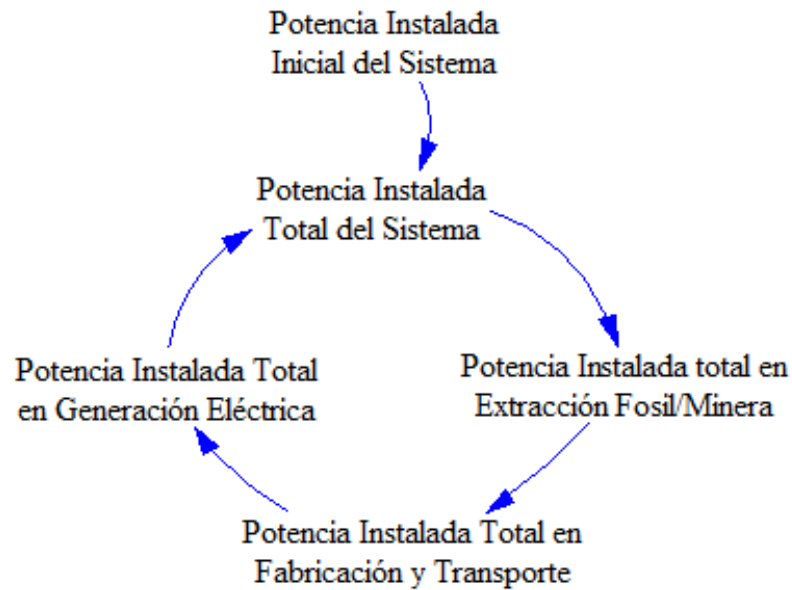 Potencia Instalada
Inicial del Sistema
Potencia Instalada
Total del Sistema
Potencia Instalada Total
en Generación Eléctrica
Potencia Instalada total en
Extracción Fosil/Minera
Potencia Instalada Total en
Fabricación y Transporte